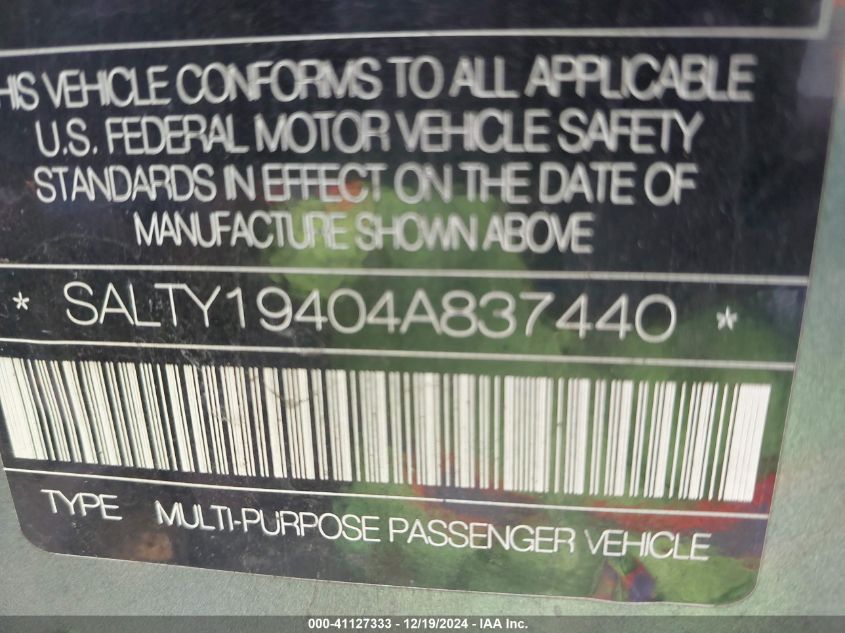 HIS VEHICLE CONFORMS TO ALL APPLICABLE
U.S. FEDERAL MOTOR VEHICLE SAFETY
STANDARDS IN EFFECT ON THE DATE OF
MANUFACTURE SHOWN ABOVE
* SALTY19404A837440 *
TYPE MULTI-PURPOSE PASSENGER VEHICLE
000-41127333 - 12/19/2024 - IAA Inc.